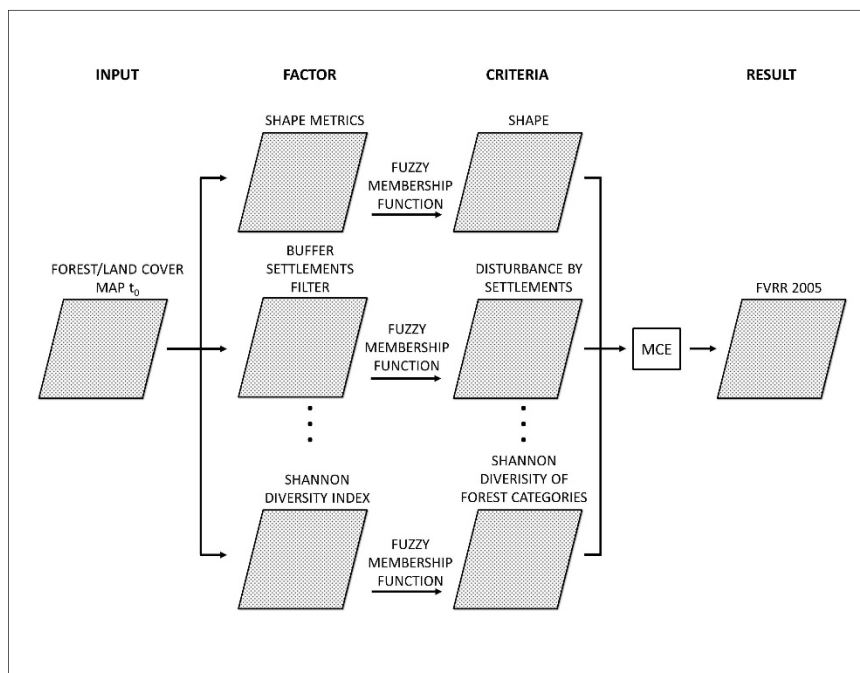 INPUT
FACTOR
CRITERIA
RESULT
SHAPE METRICS
SHAPE
FUZZY
MEMBERSHIP
FUNCTION
FOREST/LAND COVER
MAP t₀
BUFFER
SETTLEMENTS
FILTER
DISTURBANCE BY
SETTLEMENTS
FUZZY
MEMBERSHIP
FUNCTION
MCE
FVRR 2005
SHANNON
DIVERSITY INDEX
SHANNON
DIVERISITY OF
FOREST CATEGORIES
FUZZY
MEMBERSHIP
FUNCTION